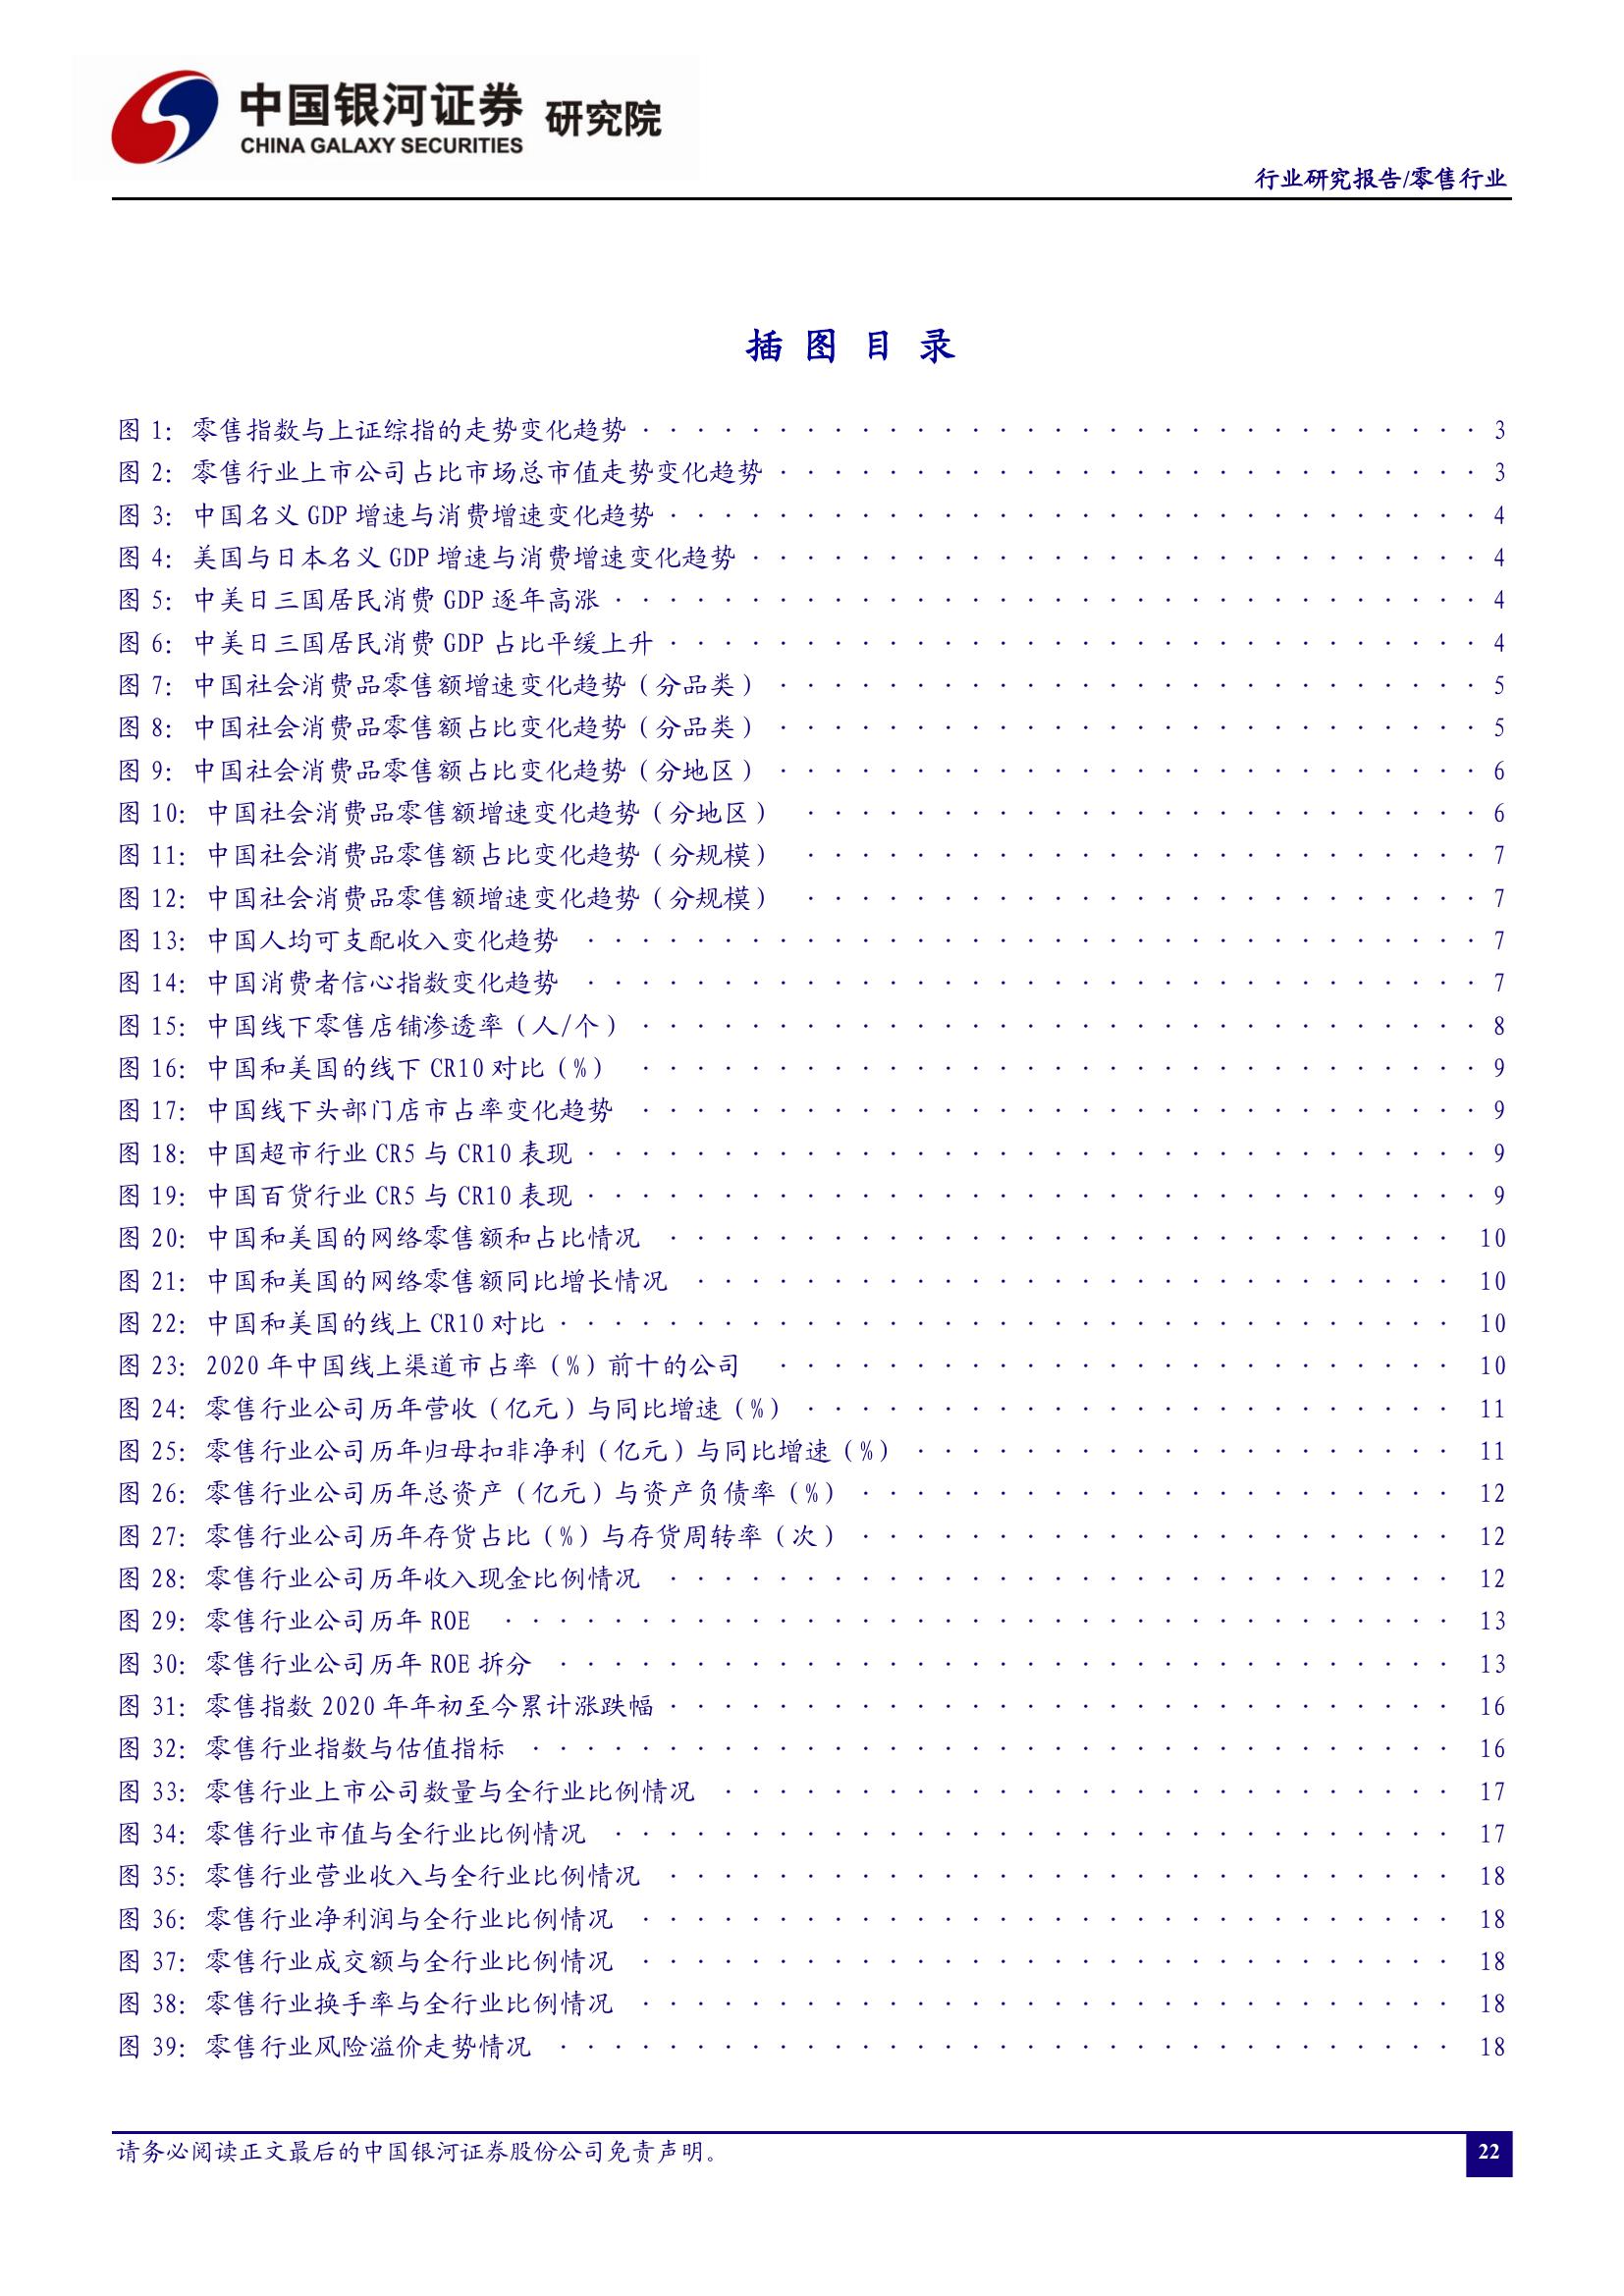 中国银河证券 研究院
CHINA GALAXY SECURITIES
行业研究报告/零售行业
插 图 目 录
图 1: 零售指数与上证综指的走势变化趋势 3
图 2: 零售行业上市公司占比市场总市值走势变化趋势 3
图 3: 中国名义 GDP 增速与消费增速变化趋势 4
图 4: 美国与日本名义 GDP 增速与消费增速变化趋势 4
图 5: 中美日三国居民消费 GDP 逐年高涨 4
图 6: 中美日三国居民消费 GDP 占比平缓上升 4
图 7: 中国社会消费品零售额增速变化趋势（分品类） 5
图 8: 中国社会消费品零售额占比变化趋势（分品类） 5
图 9: 中国社会消费品零售额占比变化趋势（分地区） 6
图 10: 中国社会消费品零售额增速变化趋势（分地区） 6
图 11: 中国社会消费品零售额占比变化趋势（分规模） 7
图 12: 中国社会消费品零售额增速变化趋势（分规模） 7
图 13: 中国人均可支配收入变化趋势 7
图 14: 中国消费者信心指数变化趋势 7
图 15: 中国线下零售店铺渗透率（人/个） 8
图 16: 中国和美国的线下 CR10 对比（%） 9
图 17: 中国线下头部门店市占率变化趋势 9
图 18: 中国超市行业 CR5 与 CR10 表现 9
图 19: 中国百货行业 CR5 与 CR10 表现 9
图 20: 中国和美国的网络零售额和占比情况 10
图 21: 中国和美国的网络零售额同比增长情况 10
图 22: 中国和美国的线上 CR10 对比 10
图 23: 2020 年中国线上渠道市占率（%）前十的公司 10
图 24: 零售行业公司历年营收（亿元）与同比增速（%） 11
图 25: 零售行业公司历年归母扣非净利（亿元）与同比增速（%） 11
图 26: 零售行业公司历年总资产（亿元）与资产负债率（%） 12
图 27: 零售行业公司历年存货占比（%）与存货周转率（次） 12
图 28: 零售行业公司历年收入现金比例情况 12
图 29: 零售行业公司历年 ROE 13
图 30: 零售行业公司历年 ROE 拆分 13
图 31: 零售指数 2020 年年初至今累计涨跌幅 16
图 32: 零售行业指数与估值指标 16
图 33: 零售行业上市公司数量与全行业比例情况 17
图 34: 零售行业市值与全行业比例情况 17
图 35: 零售行业营业收入与全行业比例情况 18
图 36: 零售行业净利润与全行业比例情况 18
图 37: 零售行业成交额与全行业比例情况 18
图 38: 零售行业换手率与全行业比例情况 18
图 39: 零售行业风险溢价走势情况 18
请务必阅读正文最后的中国银河证券股份公司免责声明。
22